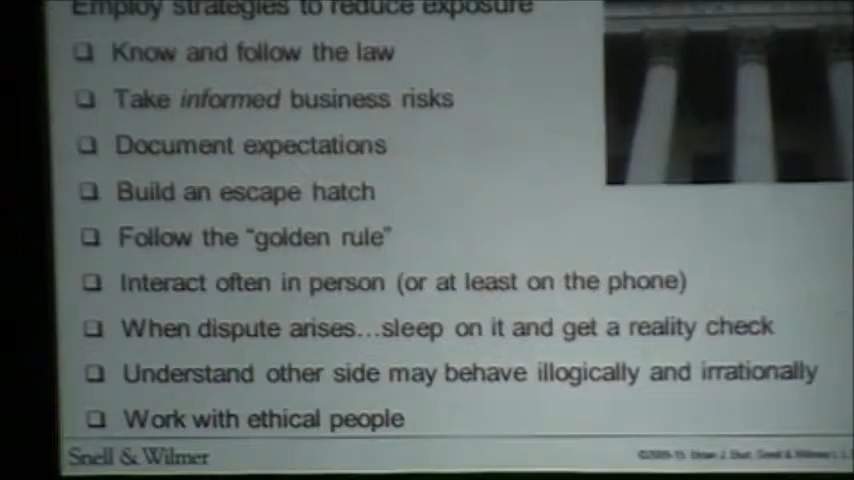 Employ strategies to reduce exposure
❑ Know and follow the law
❑ Take informed business risks
❑ Document expectations
❑ Build an escape hatch
❑ Follow the “golden rule”
❑ Interact often in person (or at least on the phone)
❑ When dispute arises…sleep on it and get a reality check
❑ Understand other side may behave illogically and irrationally
❑ Work with ethical people
Snell & Wilmer